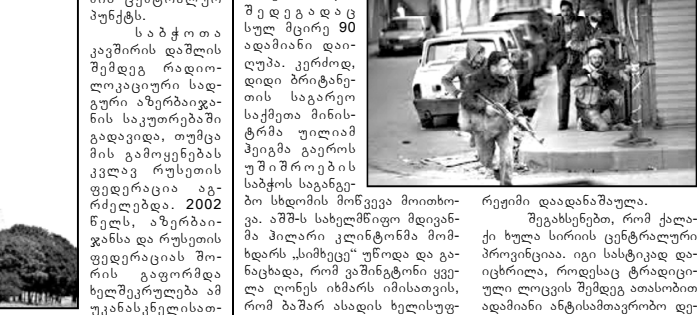 პუნქტს.
საბჭოთა
კავშირის დაშლის
შემდეგ რადიო-
ლოკაციური სად-
გური აზერბაიჯა-
ნის საკუთრებაში
გადავიდა, თუმცა
მის გამოყენებას
კვლავ რუსეთის
ფედერაცია აგ-
რძელებდა. 2002
წელს, აზერბაი-
ჯანსა და რუსეთის
ფედერაციას შო-
რის გაფორმდა
ხელშეკრულება ამ
უკანასკნელისათ-
შედეგადაც
სულ მცირე 90
ადამიანი დაი-
ღუპა. კერძოდ,
დიდი ბრიტანე-
თის საგარეო
საქმეთა მინის-
ტრმა უილიამ
ჰეიგმა გაეროს
უშიშროების
საბჭოს საგანგე-
ბო სხდომის მოწვევა მოითხო-
ვა. აშშ-ს სახელმწიფო მდივან-
მა ჰილარი კლინტონმა მომ-
ხდარს „სიმხეცე“ უწოდა და გა-
ნაცხადა, რომ ვაშინგტონი ყვე-
ლა ღონეს იხმარს იმისათვის,
რომ ბაშარ ასადის ხელისუფ-
რეჟიმი დაადანაშაულა.
შეგახსენებთ, რომ ქალა-
ქი ხულა სირიის ცენტრალური
პროვინციაა. იგი სასტიკად და-
იცხრილა, როდესაც ტრადიცი-
ული ლოცვის შემდეგ ათასობით
ადამიანი ანტისამთავრობო დე-